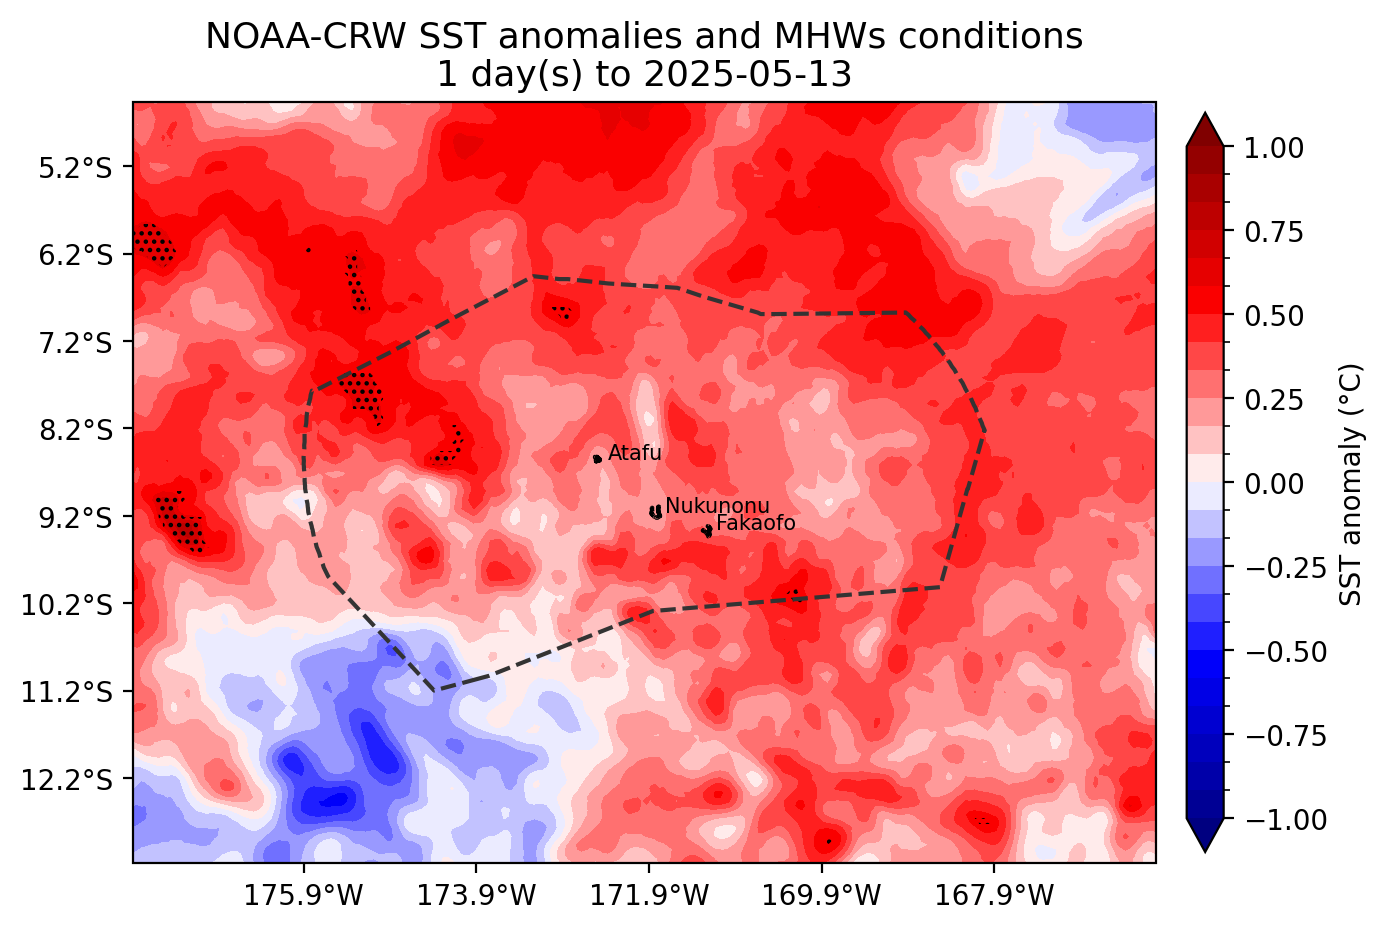 NOAA-CRW SST anomalies and MHWs conditions
1 day(s) to 2025-05-13
5.2°S
6.2°S
7.2°S
8.2°S
9.2°S
10.2°S
11.2°S
12.2°S
Atafu
Nukunonu
Fakaofo
175.9°W
173.9°W
171.9°W
169.9°W
167.9°W
1.00
0.75
0.50
0.25
0.00
−0.25
−0.50
−0.75
−1.00
SST anomaly (°C)